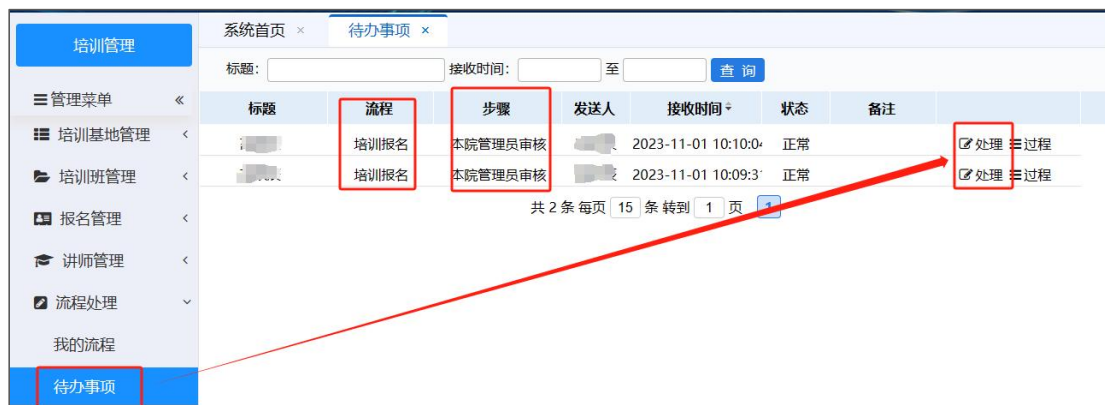 培训管理
系统首页 × 待办事项 ×
标题: 接收时间: 至 查 询
管理菜单 «
标题 流程 步骤 发送人 接收时间 状态 备注
培训报名 本院管理员审核 2023-11-01 10:10:0 正常 处理 过程
培训报名 本院管理员审核 2023-11-01 10:09:3 正常 处理 过程
共 2 条 每页 15 条 转到 1 页 1
培训基地管理
培训班管理
报名管理
讲师管理
流程处理
我的流程
待办事项